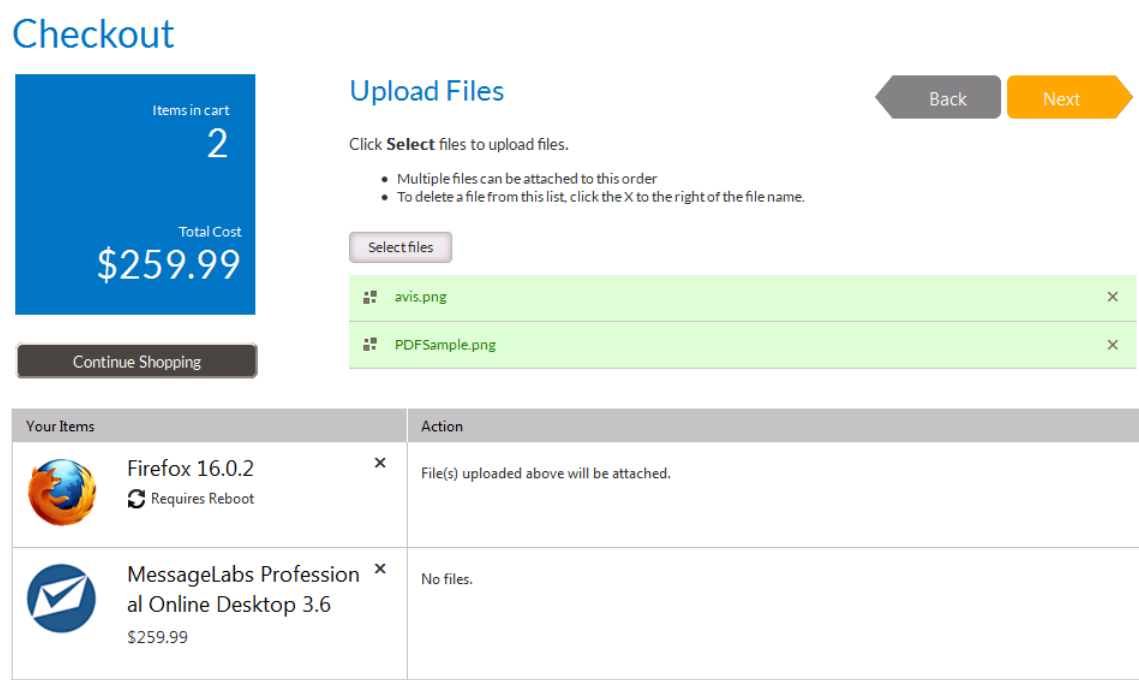 Checkout
Items in cart
2
Total Cost
$259.99
Continue Shopping
Upload Files
Back
Next
Click Select files to upload files.
Multiple files can be attached to this order
To delete a file from this list, click the X to the right of the file name.
Select files
avis.png
PDFSample.png
Your Items
Action
Firefox 16.0.2
Requires Reboot
File(s) uploaded above will be attached.
MessageLabs Profession
al Online Desktop 3.6
$259.99
No files.